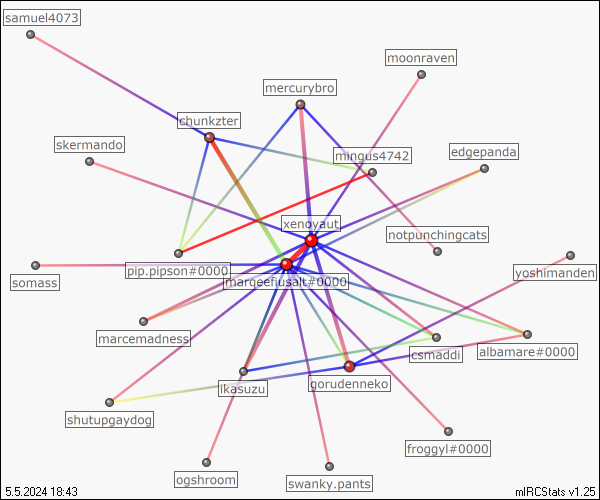 samuel4073
moonraven
mercurybro
chunkzter
skermando
mingus4742
edgepanda
xenoyaut
notpunchingcats
pip.pipson#0000
yoshimanden
somass
marqeefiusalt#0000
marcemadness
csmaddi
albamare#0000
ikasuzu
gorudenneko
shutupgaydog
froggyl#0000
ogshroom
swanky.pants
5.5.2024 18:43
mIRCStats v1.25